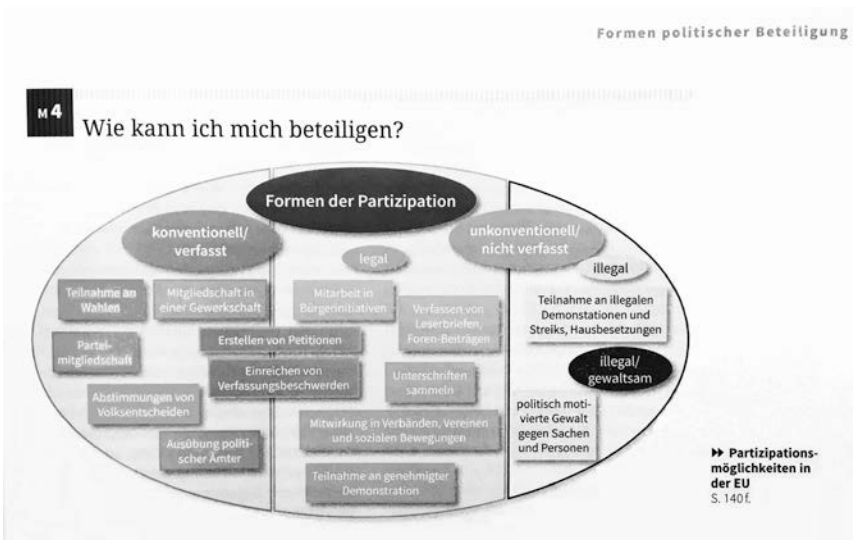 Formen politischer Beteiligung
M 4
Wie kann ich mich beteiligen?
Formen der Partizipation
konventionell/
verfasst
unkonventionell/
nicht verfasst
legal
illegal
Teilnahme an
Wahlen
Mitgliedschaft in
einer Gewerkschaft
Mitarbeit in
Bürgerinitiativen
Verfassen von
Leserbriefen,
Foren-Beiträgen
Teilnahme an illegalen
Demonstationen und
Streiks, Hausbesetzungen
Partei-
mitgliedschaft
Erstellen von Petitionen
Einreichen von
Verfassungsbeschwerden
Unterschriften
sammeln
illegal/
gewaltsam
Abstimmungen von
Volksentscheiden
Mitwirkung in Verbänden, Vereinen
und sozialen Bewegungen
politisch moti-
vierte Gewalt
gegen Sachen
und Personen
Ausübung politi-
scher Ämter
Teilnahme an genehmigter
Demonstration
Partizipations-
möglichkeiten in
der EU
S. 140 f.